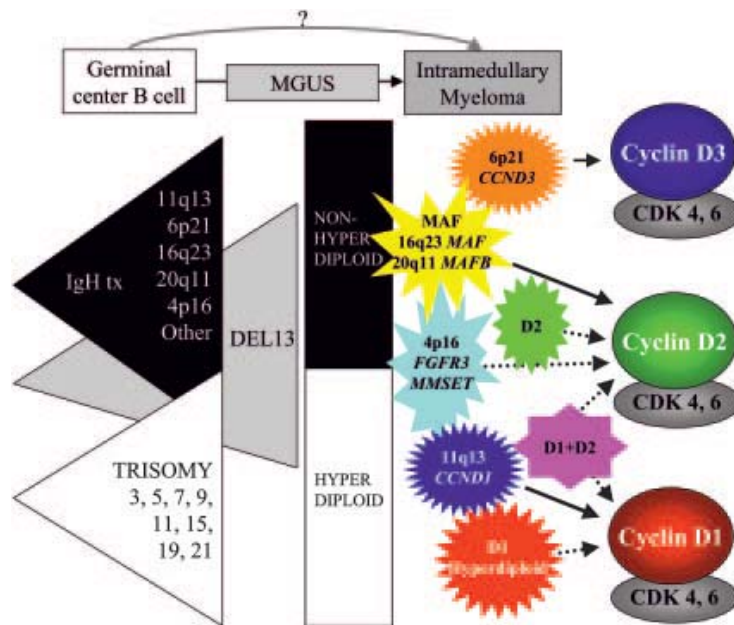 ?
Germinal
center B cell
MGUS
Intramedullary
Myeloma
IgH tx
11q13
6p21
16q23
20q11
4p16
Other
DEL13
TRISOMY
3, 5, 7, 9,
11, 15,
19, 21
NON-
HYPER
DIPLOID
HYPER
DIPLOID
6p21
CCND3
MAF
16q23 MAF
20q11 MAFB
D2
4p16
FGFR3
MMSET
D1+D2
11q13
CCND1
D1
(Hyperdiploid)
Cyclin D3
CDK 4, 6
Cyclin D2
CDK 4, 6
Cyclin D1
CDK 4, 6